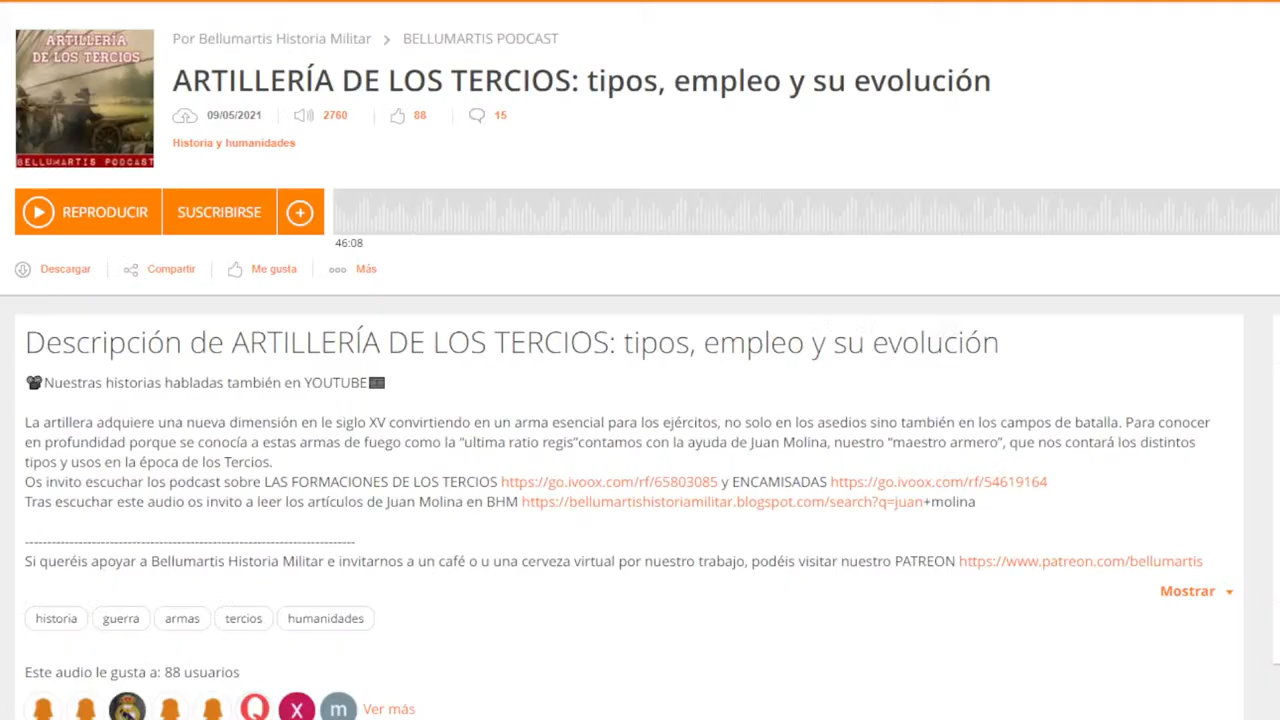 ARTILLERÍA
DE LOS TERCIOS
BELLUMARTIS PODCAST
Por Bellumartis Historia Militar > BELLUMARTIS PODCAST
ARTILLERÍA DE LOS TERCIOS: tipos, empleo y su evolución
09/05/2021 2760 88 15
Historia y humanidades
REPRODUCIR SUSCRIBIRSE
46:08
Descargar Compartir Me gusta Más
Descripción de ARTILLERÍA DE LOS TERCIOS: tipos, empleo y su evolución
Nuestras historias habladas también en YOUTUBE
La artillera adquiere una nueva dimensión en le siglo XV convirtiendo en un arma esencial para los ejércitos, no solo en los asedios sino también en los campos de batalla. Para conocer
en profundidad porque se conocía a estas armas de fuego como la “ultima ratio regis”contamos con la ayuda de Juan Molina, nuestro “maestro armero”, que nos contará los distintos
tipos y usos en la época de los Tercios.
Os invito escuchar los podcast sobre LAS FORMACIONES DE LOS TERCIOS https://go.ivoox.com/rf/65803085 y ENCAMISADAS https://go.ivoox.com/rf/54619164
Tras escuchar este audio os invito a leer los artículos de Juan Molina en BHM https://bellumartishistoriamilitar.blogspot.com/search?q=juan+molina
------------------------------------------------------------------
Si queréis apoyar a Bellumartis Historia Militar e invitarnos a un café o u una cerveza virtual por nuestro trabajo, podéis visitar nuestro PATREON https://www.patreon.com/bellumartis
Mostrar
historia guerra armas tercios humanidades
Este audio le gusta a: 88 usuarios
Q X m Ver más